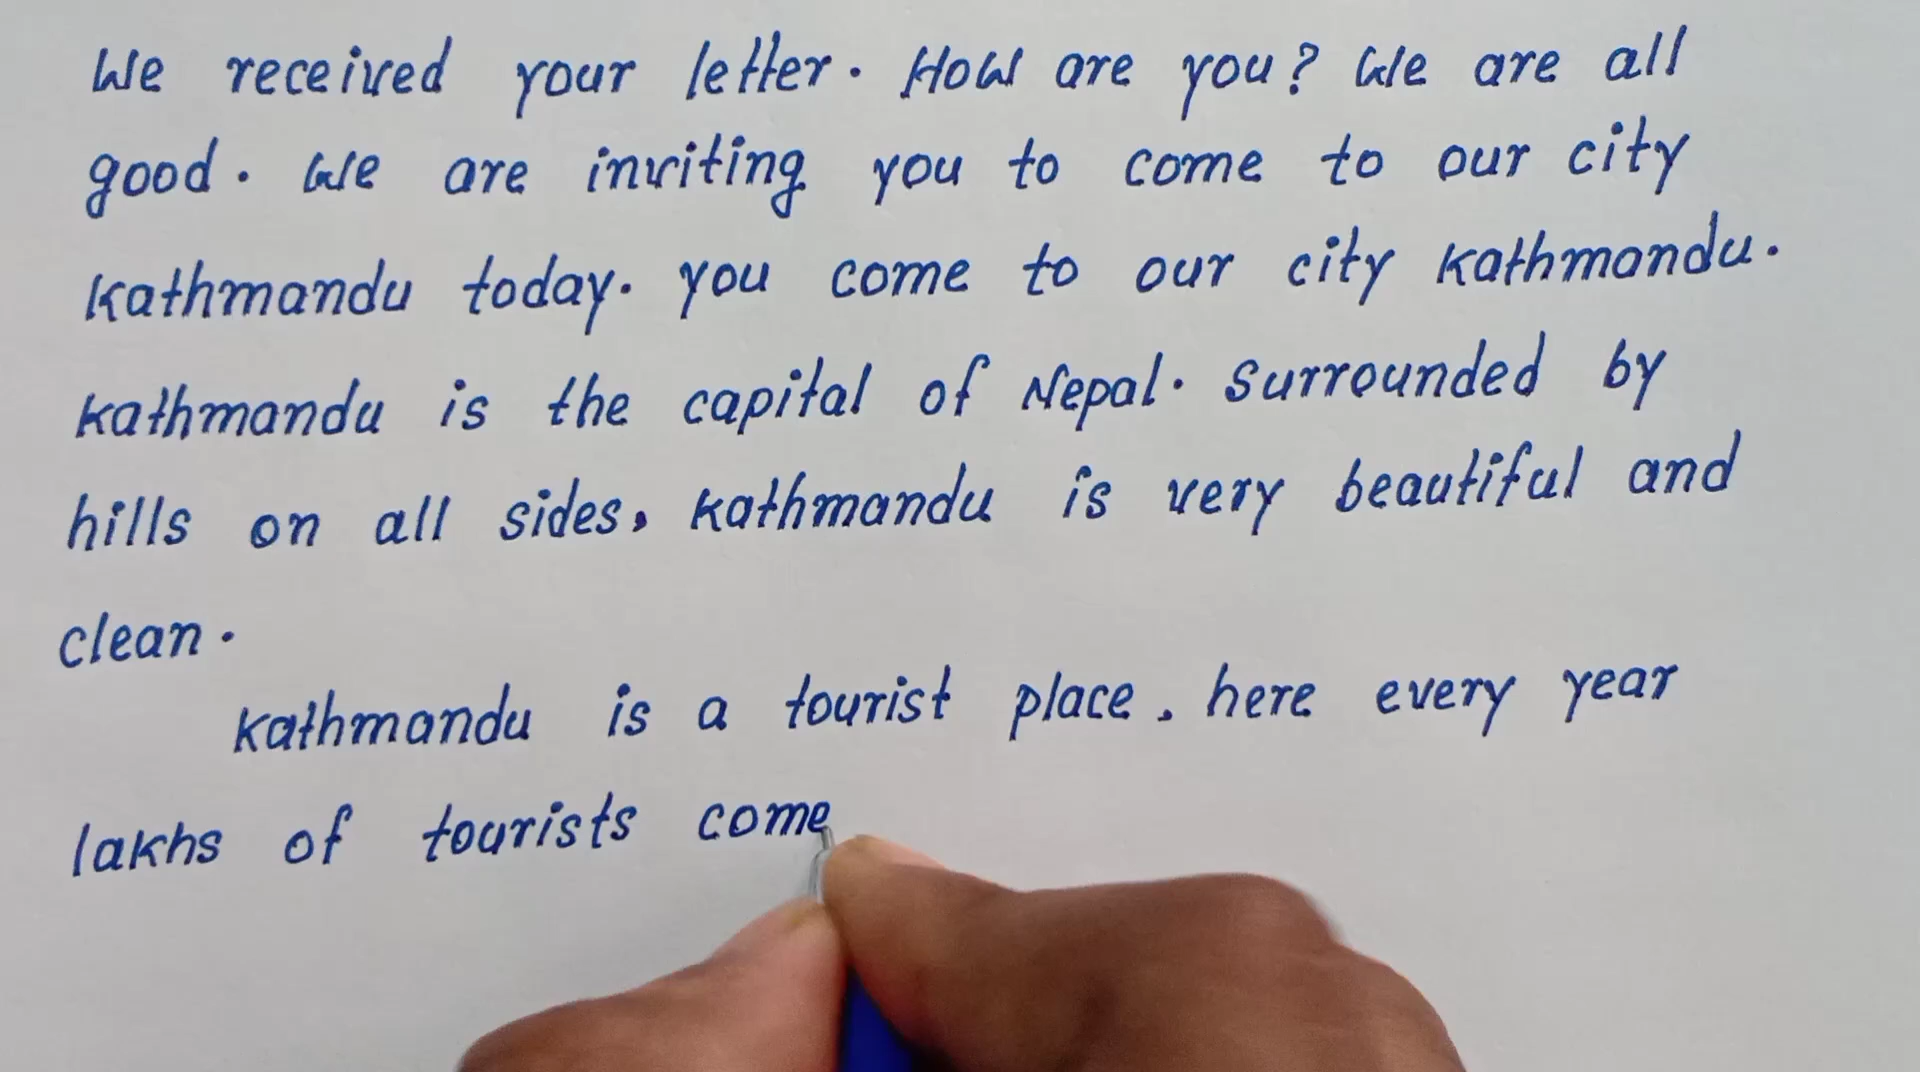 We received your letter. How are you? We are all
good. We are inviting you to come to our city
Kathmandu today. you come to our city Kathmandu.
Kathmandu is the capital of Nepal. Surrounded by
hills on all sides, Kathmandu is very beautiful and
clean.
Kathmandu is a tourist place. here every year
lakhs of tourists come